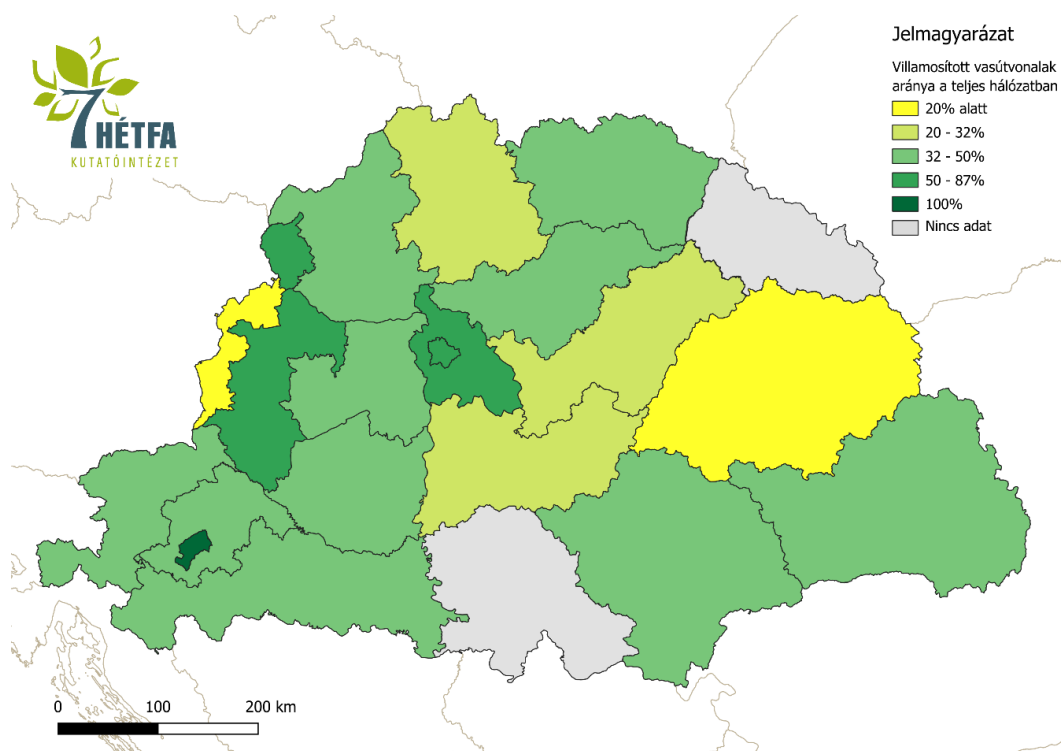 7 HÉTFA
KUTATÓINTÉZET
Jelmagyarázat
Villamosított vasútvonalak
aránya a teljes hálózatban
20% alatt
20 - 32%
32 - 50%
50 - 87%
100%
Nincs adat
0 100 200 km